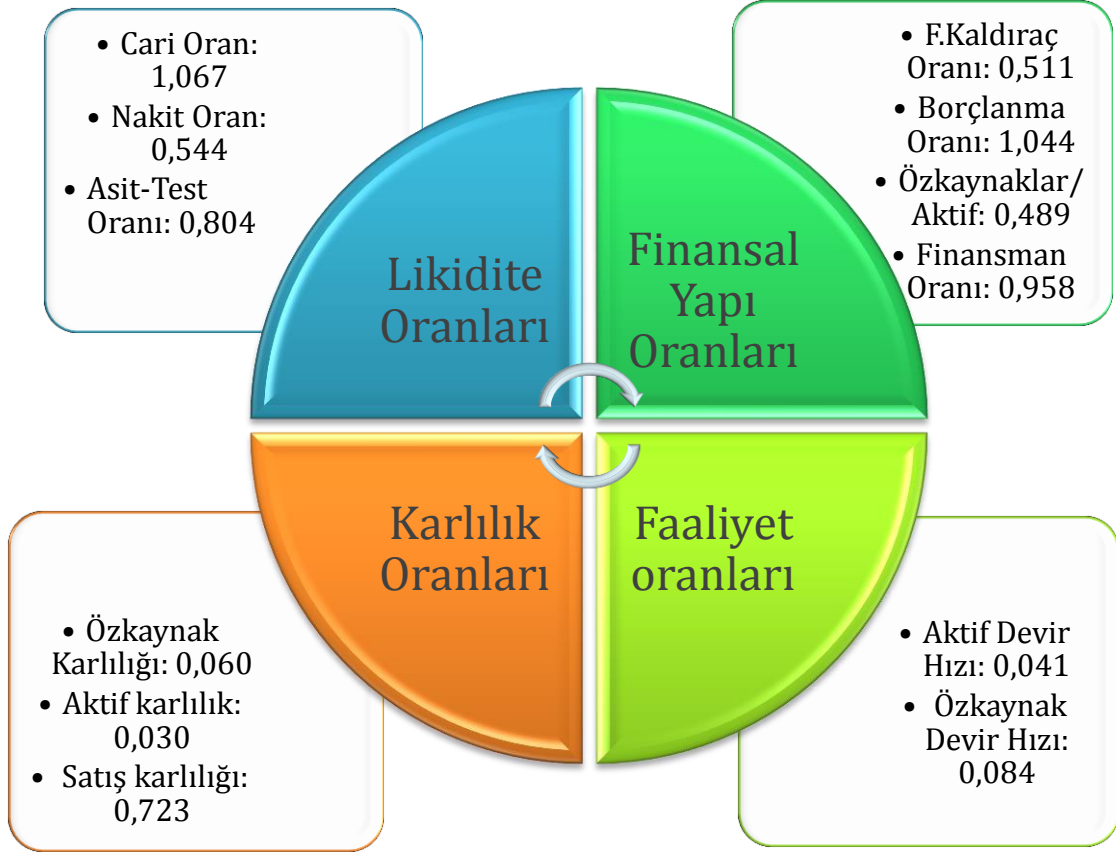 • Cari Oran:
1,067
• Nakit Oran:
0,544
• Asit-Test
Oranı: 0,804
• F.Kaldıraç
Oranı: 0,511
• Borçlanma
Oranı: 1,044
• Özkaynaklar/
Aktif: 0,489
• Finansman
Oranı: 0,958
Likidite
Oranları
Finansal
Yapı
Oranları
Karlılık
Oranları
Faaliyet
oranları
• Özkaynak
Karlılığı: 0,060
• Aktif karlılık:
0,030
• Satış karlılığı:
0,723
• Aktif Devir
Hızı: 0,041
• Özkaynak
Devir Hızı:
0,084